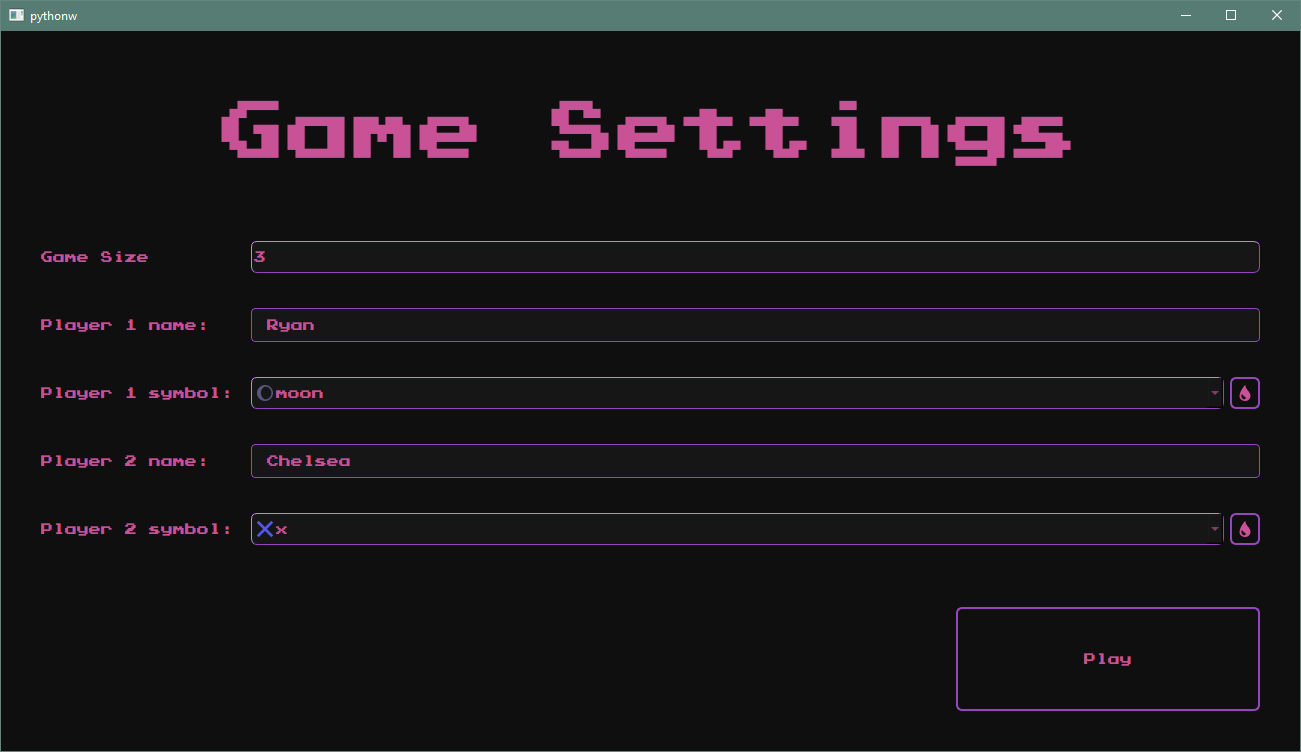 pythonw
Game Settings
Game Size 3
Player 1 name: Ryan
Player 1 symbol: moon
Player 2 name: Chelsea
Player 2 symbol: x
Play